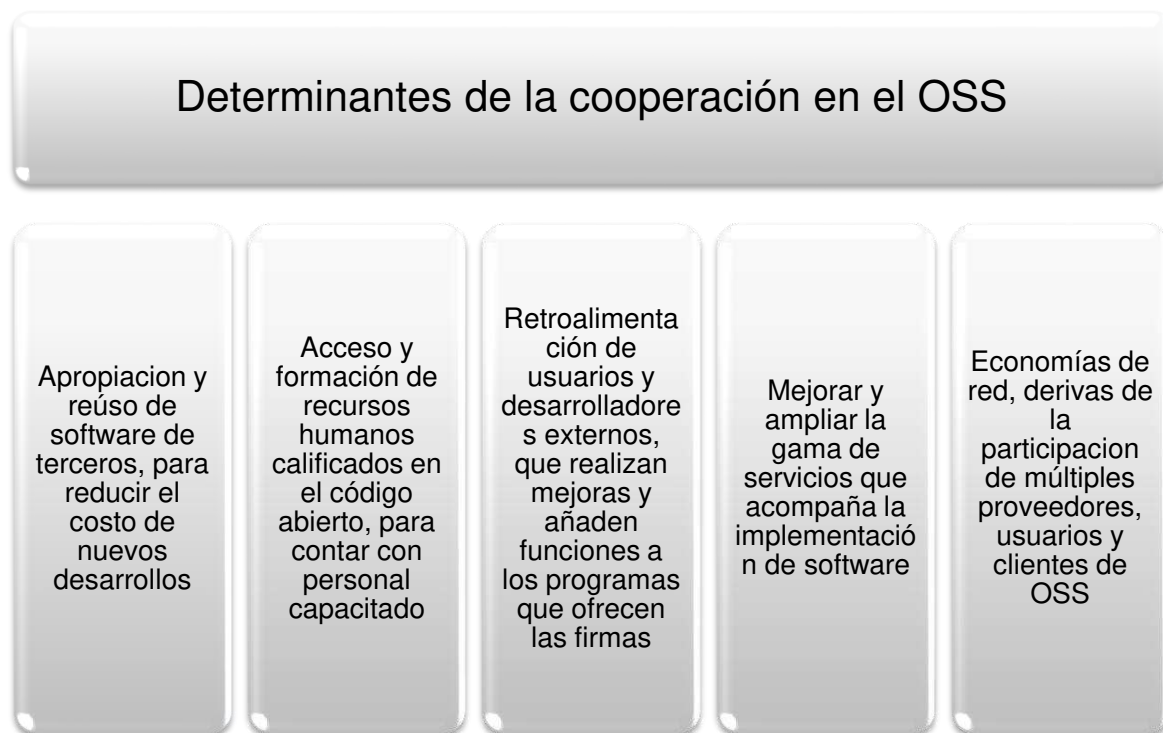 Determinantes de la cooperación en el OSS
Apropiacion y
reúso de
software de
terceros, para
reducir el
costo de
nuevos
desarrollos
Acceso y
formación de
recursos
humanos
calificados en
el código
abierto, para
contar con
personal
capacitado
Retroalimenta
ción de
usuarios y
desarrolladore
s externos,
que realizan
mejoras y
añaden
funciones a
los programas
que ofrecen
las firmas
Mejorar y
ampliar la
gama de
servicios que
acompaña la
implementació
n de software
Economías de
red, derivas de
la
participacion
de múltiples
proveedores,
usuarios y
clientes de
OSS